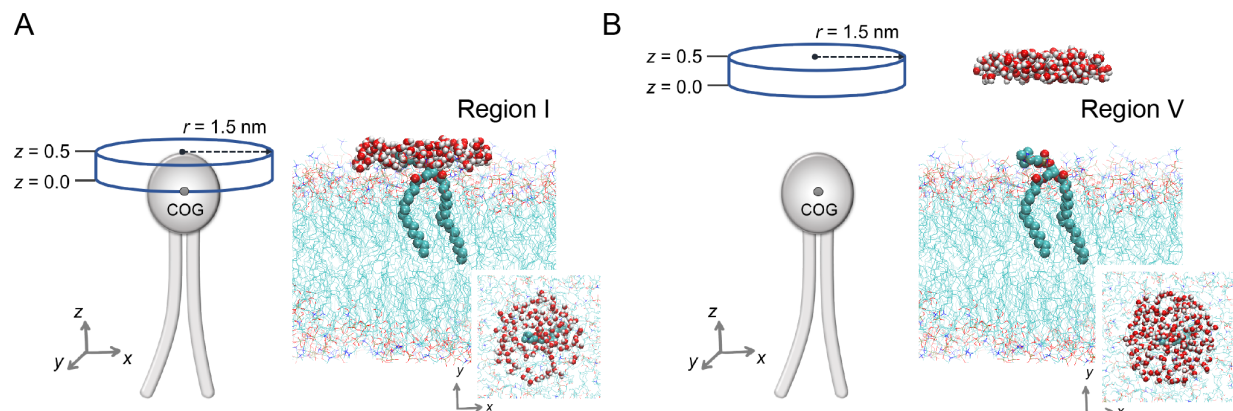 A
r = 1.5 nm
z = 0.5
z = 0.0
COG
z
y
x
Region I
y
x
B
r = 1.5 nm
z = 0.5
z = 0.0
COG
z
y
x
Region V
y
x